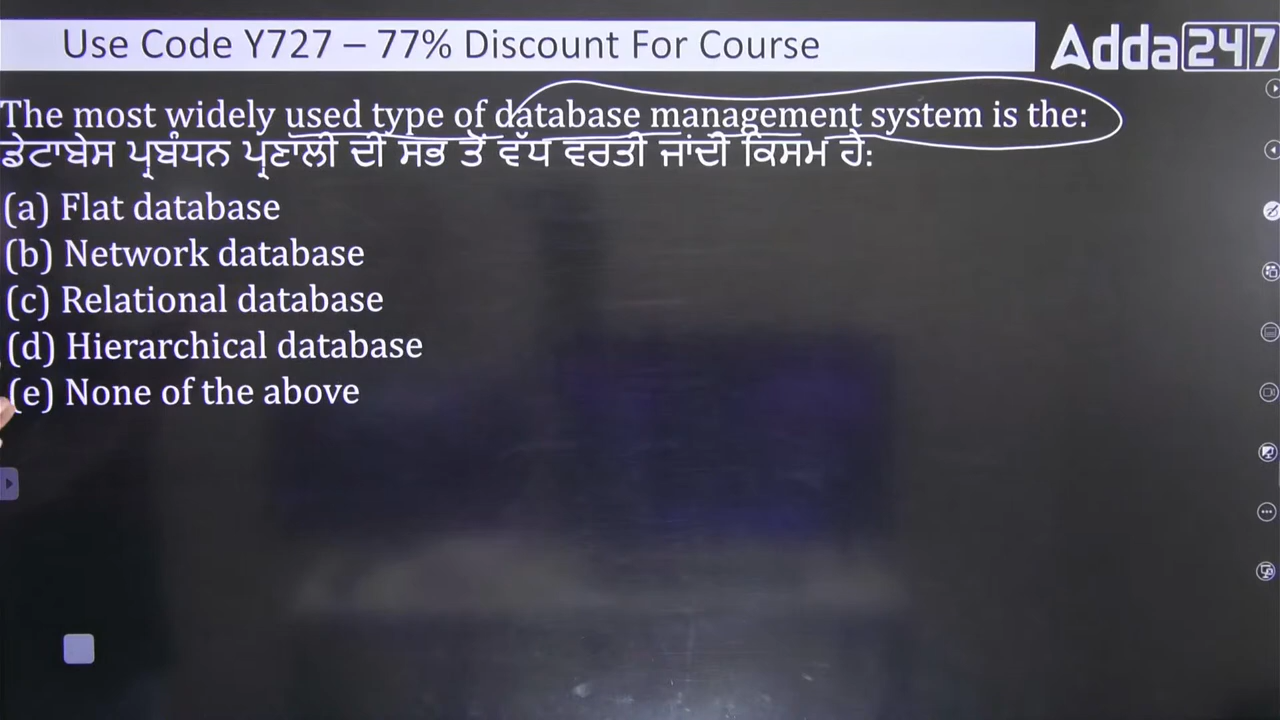 Use Code Y727 – 77% Discount For Course
Adda247
The most widely used type of database management system is the:
ਡੇਟਾਬੇਸ ਪ੍ਰਬੰਧਨ ਪ੍ਰਣਾਲੀ ਦੀ ਸਭ ਤੋਂ ਵੱਧ ਵਰਤੀ ਜਾਂਦੀ ਕਿਸਮ ਹੈ:
(a) Flat database
(b) Network database
(c) Relational database
(d) Hierarchical database
(e) None of the above